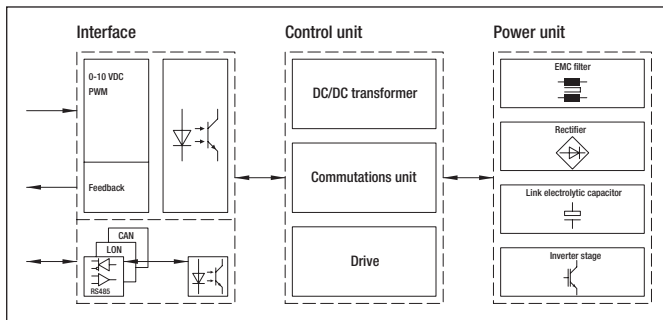 Interface
Control unit
Power unit
0-10 VDC
PWM
Feedback
CAN
LON
RS485
DC/DC transformer
Commutations unit
Drive
EMC filter
Rectifier
Link electrolytic capacitor
Inverter stage